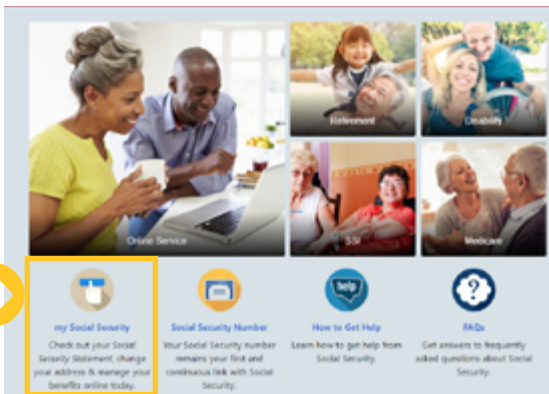 Online Service
Retirement
Disability
SSI
Medicare
help
?
my Social Security
Check out your Social
Security Statement, change
your address & manage your
benefits online today.
Social Security Number
Your Social Security number
remains your first and
continuous link with Social
Security.
How to Get Help
Learn how to get help from
Social Security.
FAQs
Get answers to frequently
asked questions about Social
Security.